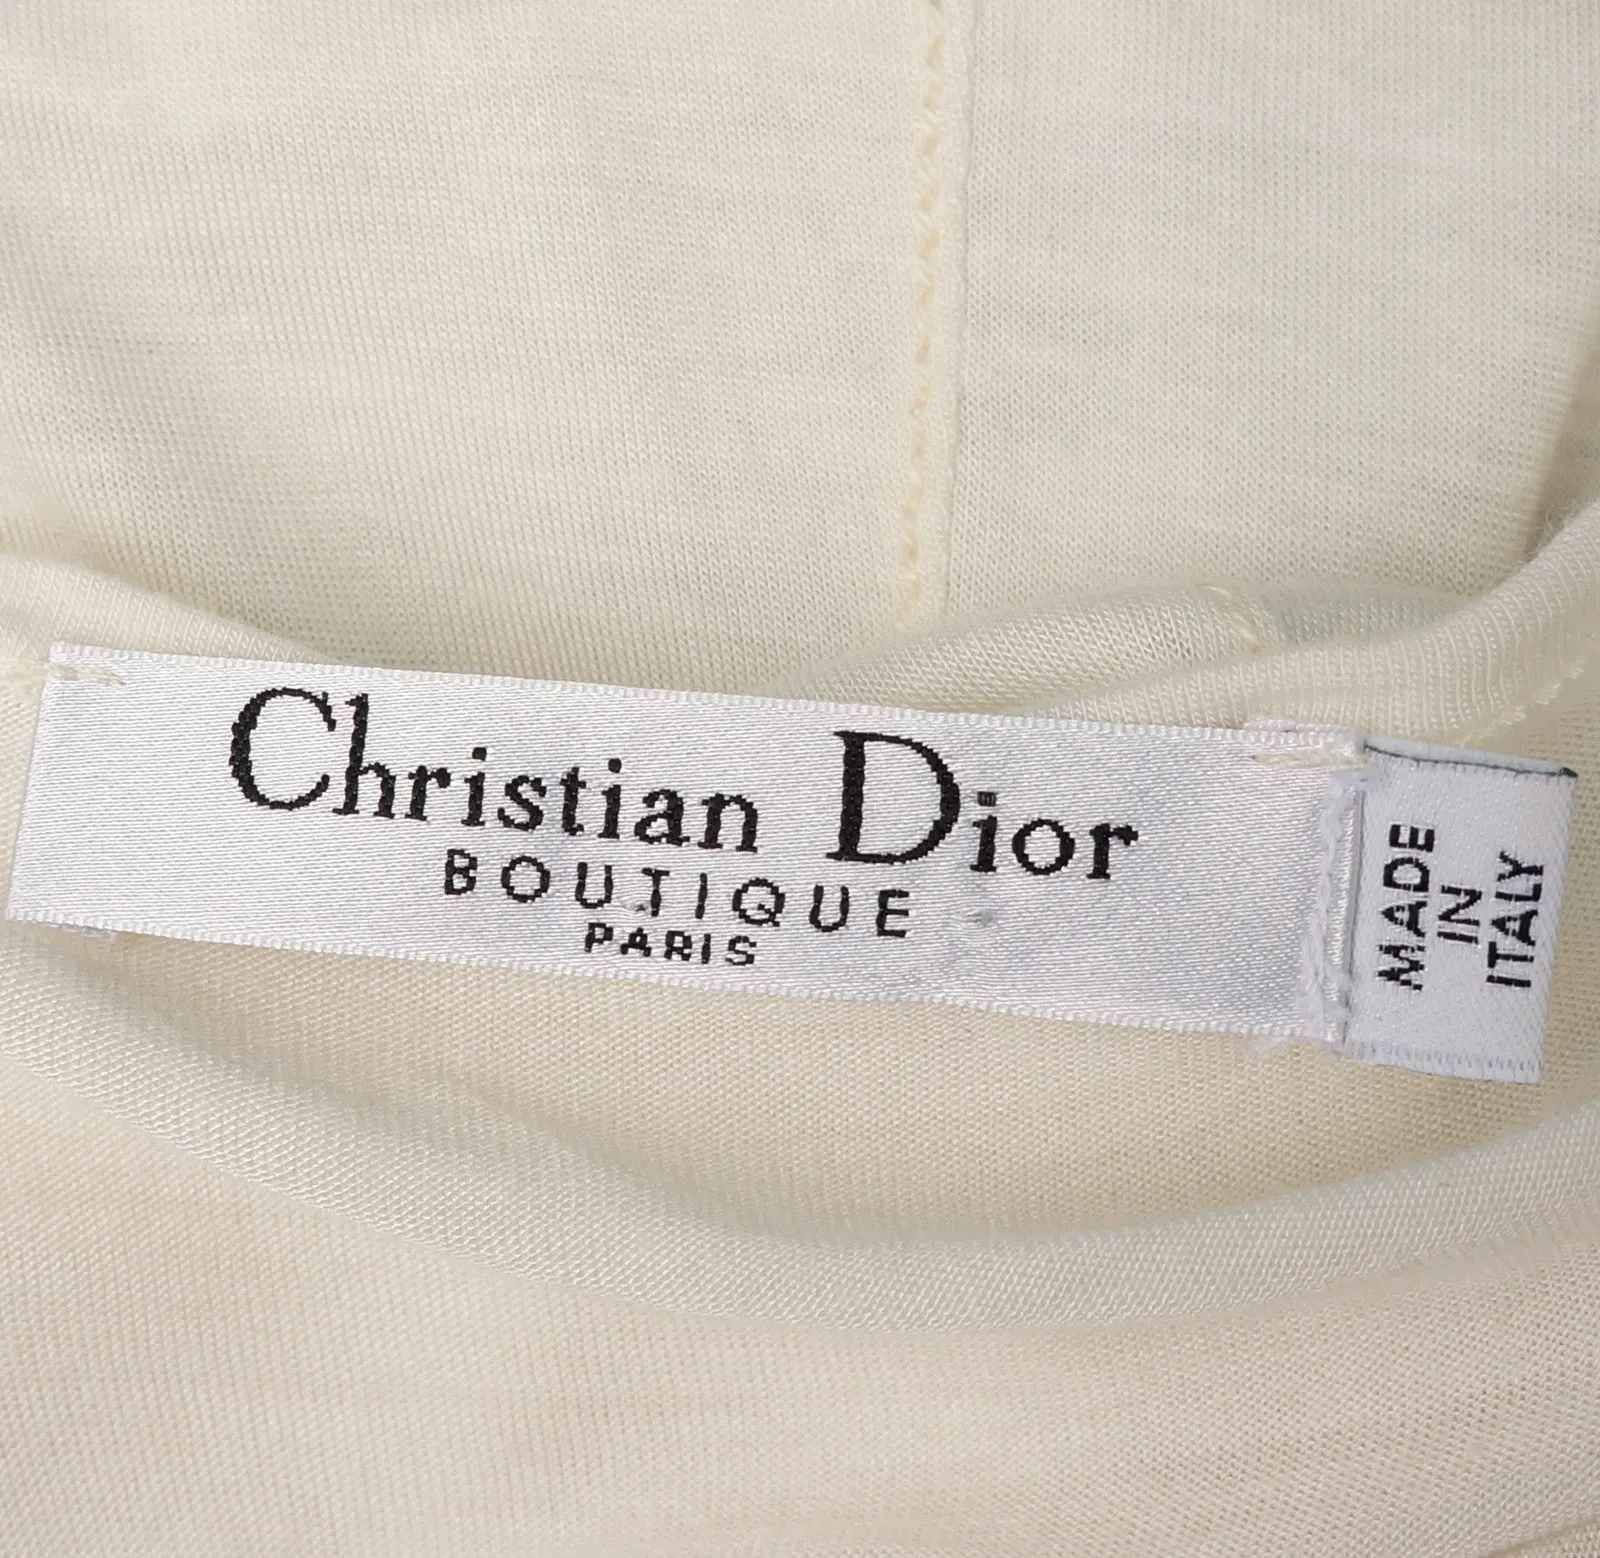 Christian Dior
BOUTIQUE
PARIS
MADE
IN
ITALY